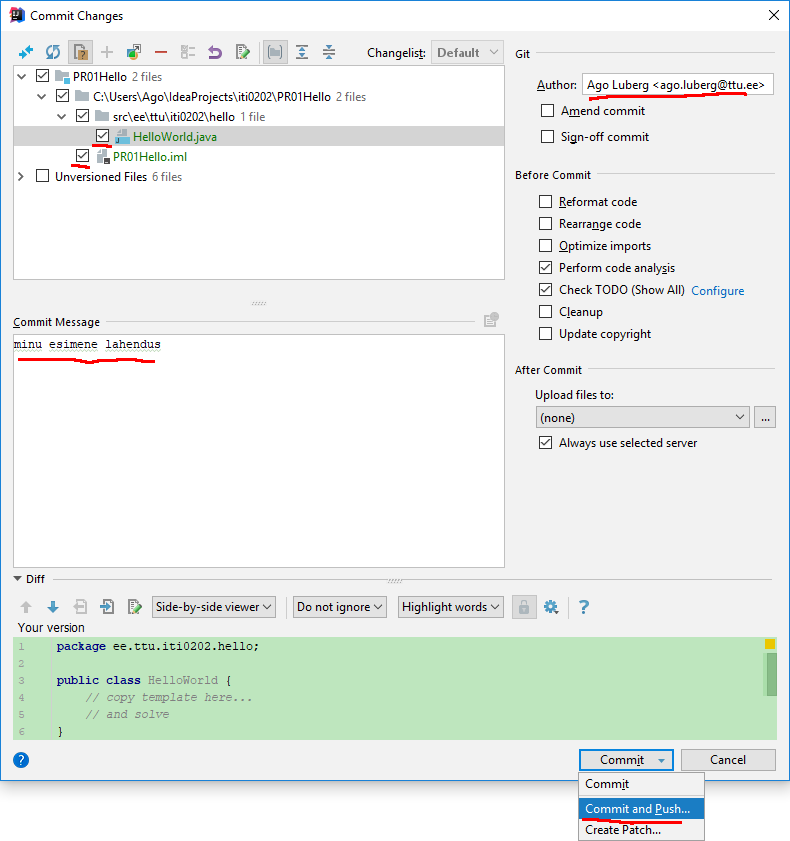 Commit Changes
Changelist: Default
PR01Hello 2 files
C:\Users\Ago\IdeaProjects\iti0202\PR01Hello 2 files
src\ee\ttu\iti0202\hello 1 file
HelloWorld.java
PR01Hello.iml
Unversioned Files 6 files
Git
Author: Ago Luberg <ago.luberg@ttu.ee>
Amend commit
Sign-off commit
Before Commit
Reformat code
Rearrange code
Optimize imports
Perform code analysis
Check TODO (Show All) Configure
Cleanup
Update copyright
Commit Message
minu esimene lahendus
After Commit
Upload files to:
(none)
...
Always use selected server
Diff
Side-by-side viewer Do not ignore Highlight words ?
Your version
1 package ee.ttu.iti0202.hello;
2
3 public class HelloWorld {
4 // copy template here...
5 // and solve
6 }
? Commit Cancel
Commit
Commit and Push...
Create Patch...